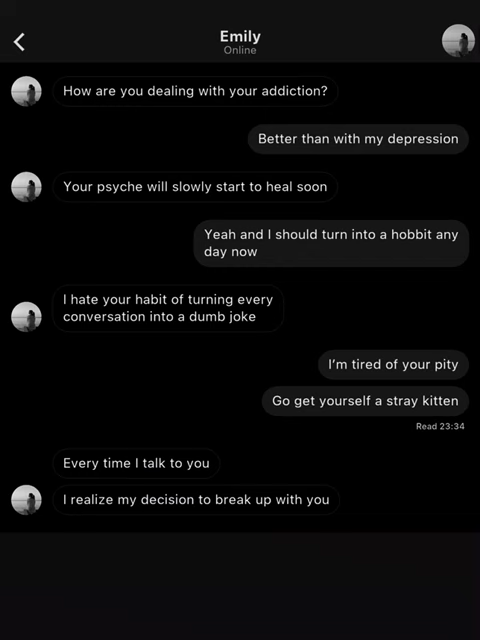 Emily
Online
How are you dealing with your addiction?
Better than with my depression
Your psyche will slowly start to heal soon
Yeah and I should turn into a hobbit any
day now
I hate your habit of turning every
conversation into a dumb joke
I'm tired of your pity
Go get yourself a stray kitten
Read 23:34
Every time I talk to you
I realize my decision to break up with you